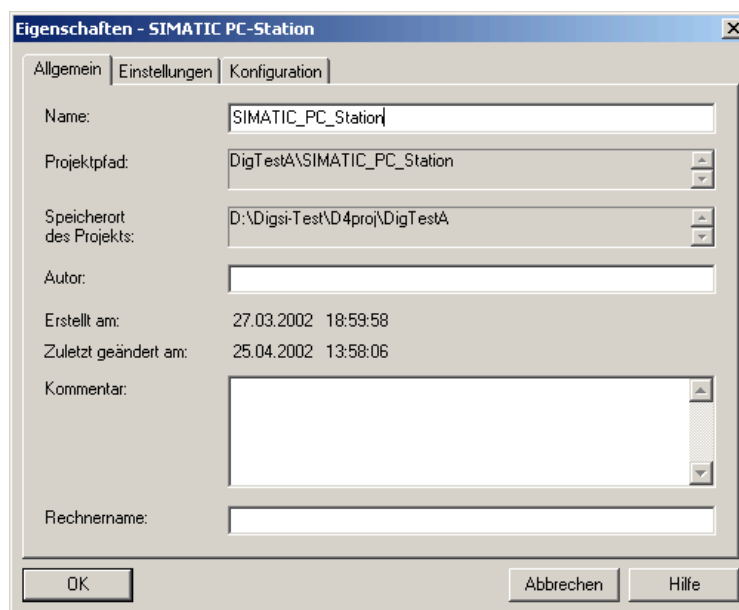 Eigenschaften - SIMATIC PC-Station
Allgemein Einstellungen Konfiguration
Name: SIMATIC_PC_Station
Projektpfad: DigTestA\SIMATIC_PC_Station
Speicherort
des Projekts: D:\Digsi-Test\D4proj\DigTestA
Autor:
Erstellt am: 27.03.2002 18:59:58
Zuletzt geändert am: 25.04.2002 13:58:06
Kommentar:
Rechnername:
OK Abbrechen Hilfe